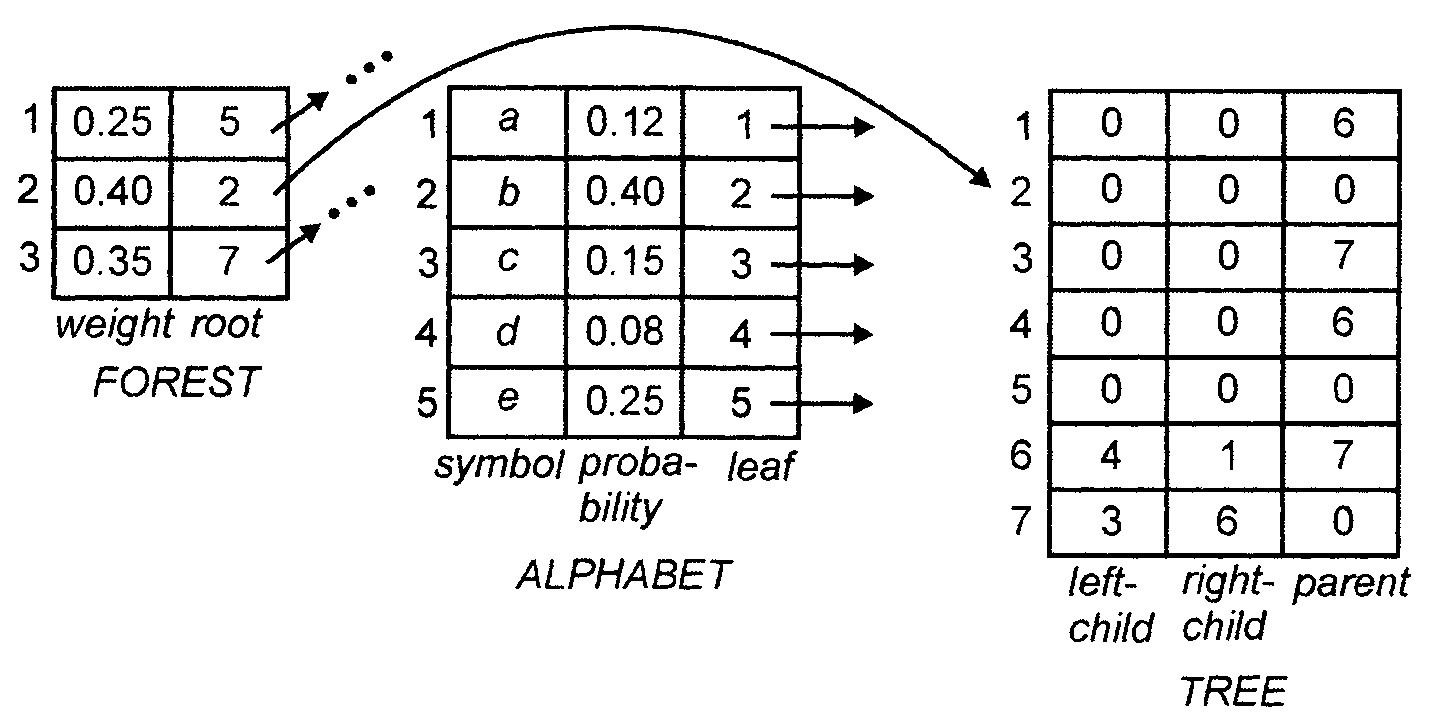 1 0.25 5
2 0.40 2
3 0.35 7
weight root
FOREST
1 a 0.12 1
2 b 0.40 2
3 c 0.15 3
4 d 0.08 4
5 e 0.25 5
symbol proba- leaf
bility
ALPHABET
1 0 0 6
2 0 0 0
3 0 0 7
4 0 0 6
5 0 0 0
6 4 1 7
7 3 6 0
left- right- parent
child child
TREE